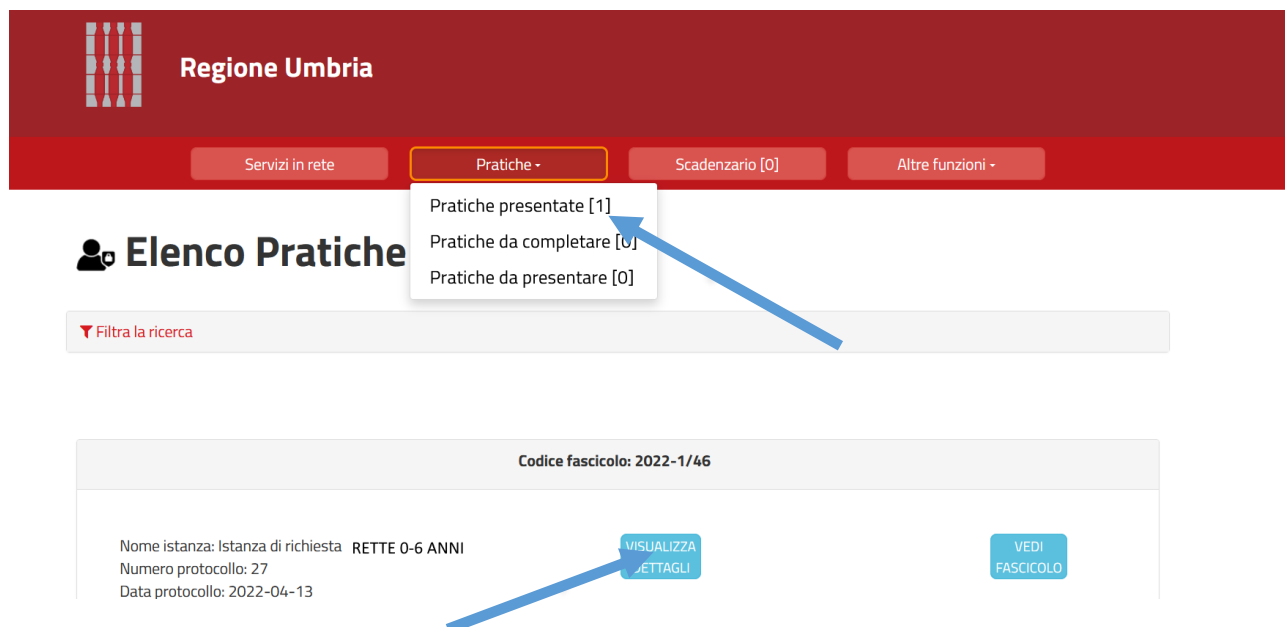 Regione Umbria
Servizi in rete
Pratiche
Scadenzario [0]
Altre funzioni
Pratiche presentate [1]
Pratiche da completare [0]
Pratiche da presentare [0]
Elenco Pratiche
Filtra la ricerca
Codice fascicolo: 2022-1/46
Nome istanza: Istanza di richiesta RETTE 0-6 ANNI
Numero protocollo: 27
Data protocollo: 2022-04-13
VISUALIZZA
DETTAGLI
VEDI
FASCICOLO